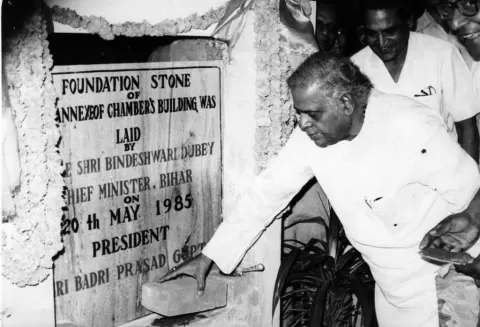 FOUNDATION STONE
OF
ANNEXE OF CHAMBER'S BUILDING WAS
LAID
BY
E SHRI BINDESHWARI DUBEY
HIEF MINISTER, BIHAR
ON
20 th MAY 1985
PRESIDENT
RI BADRI PRASAD GUPT